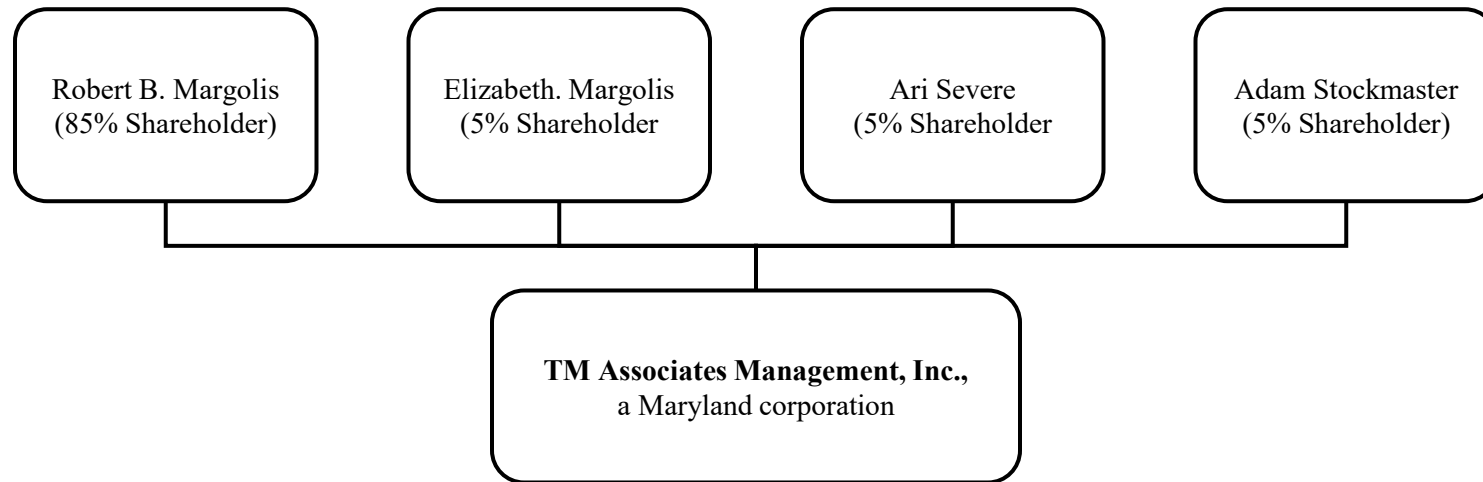 Robert B. Margolis
(85% Shareholder)
Elizabeth. Margolis
(5% Shareholder
Ari Severe
(5% Shareholder
Adam Stockmaster
(5% Shareholder)
TM Associates Management, Inc.,
a Maryland corporation